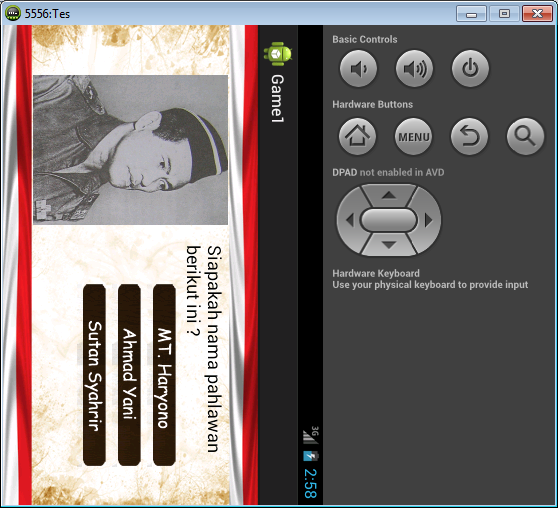 5556:Tes
Game1
3G
2:58
Siapakah nama pahlawan
berikut ini ?
MT. Haryono
Ahmad Yani
Sutan Syahrir
Basic Controls
Hardware Buttons
MENU
DPAD not enabled in AVD
Hardware Keyboard
Use your physical keyboard to provide input